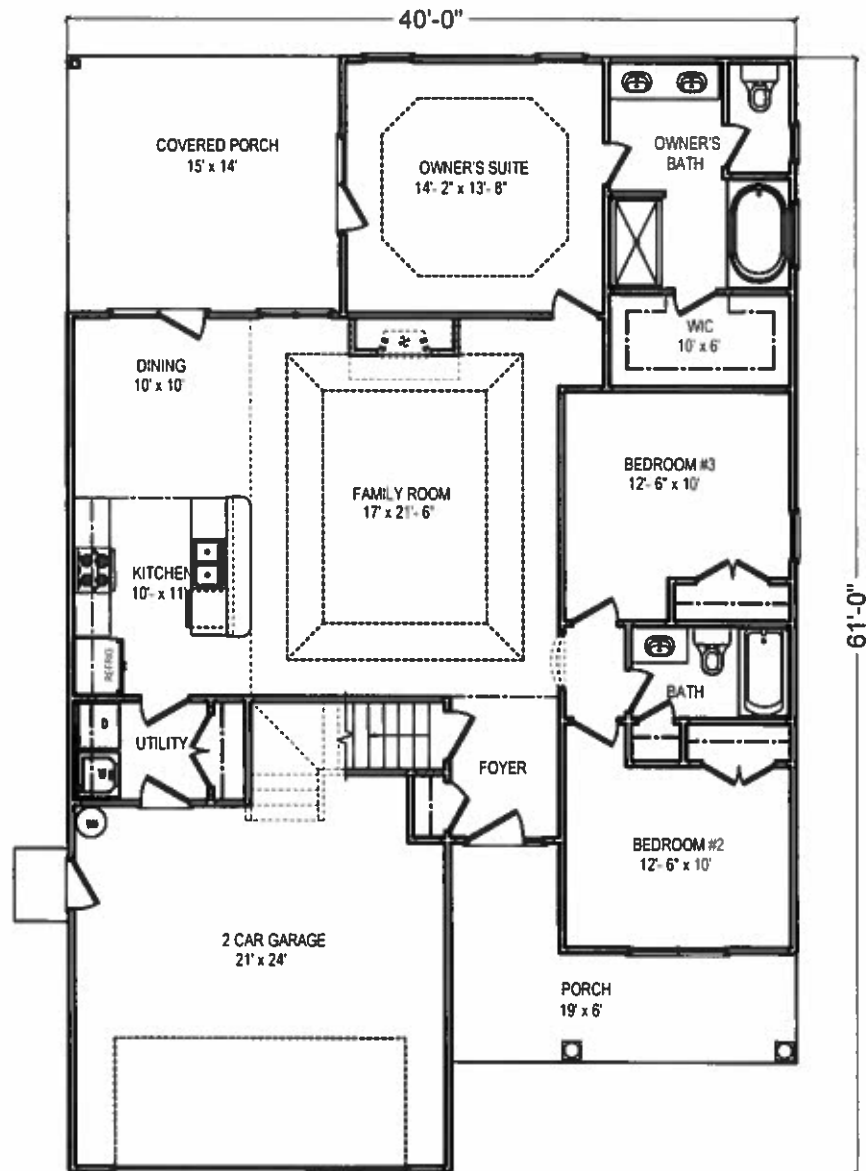 40'-0"
COVERED PORCH
15' x 14'
OWNER'S SUITE
14'- 2" x 13'- 8"
OWNER'S
BATH
WIC
10' x 6'
DINING
10' x 10'
BEDROOM #3
12'- 6" x 10'
FAMILY ROOM
17' x 21'- 6"
KITCHEN
10'- x 11'
61'-0"
REFRIG
BATH
D
UTILITY
W
FOYER
BEDROOM #2
12'- 6" x 10'
2 CAR GARAGE
21' x 24'
PORCH
19' x 6'